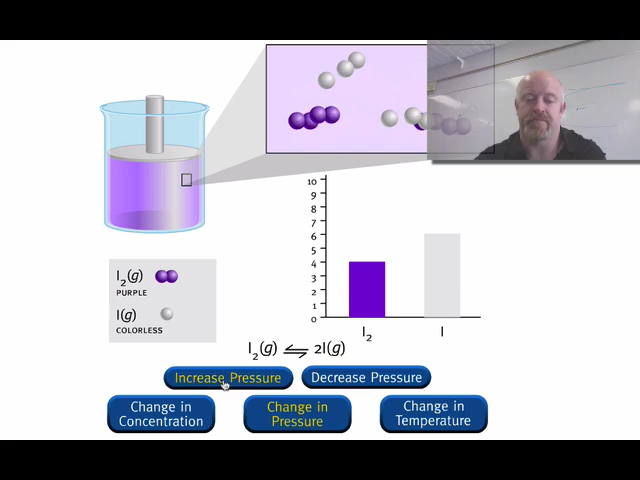 10
9
8
7
6
5
4
3
2
1
0
I₂ I
I₂(g)
PURPLE
I(g)
COLORLESS
I₂(g) ⇌ 2I(g)
Increase Pressure
Decrease Pressure
Change in
Concentration
Change in
Pressure
Change in
Temperature